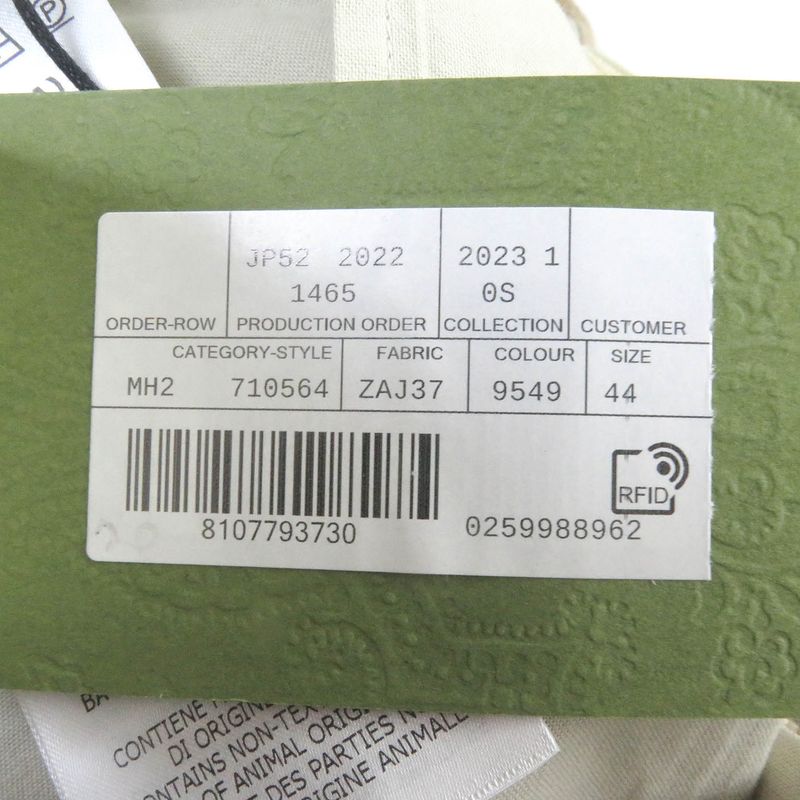 P
JP52 2022
1465
2023 1
0S
ORDER-ROW PRODUCTION ORDER COLLECTION CUSTOMER
CATEGORY-STYLE FABRIC COLOUR SIZE
MH2 710564 ZAJ37 9549 44
RFID
8107793730 0259988962
CONTIENE
DI ORIGINE
CONTAINS NON-TEX
OF ANIMAL ORIG
DES PARTIES N
ORIGINE ANIMALE